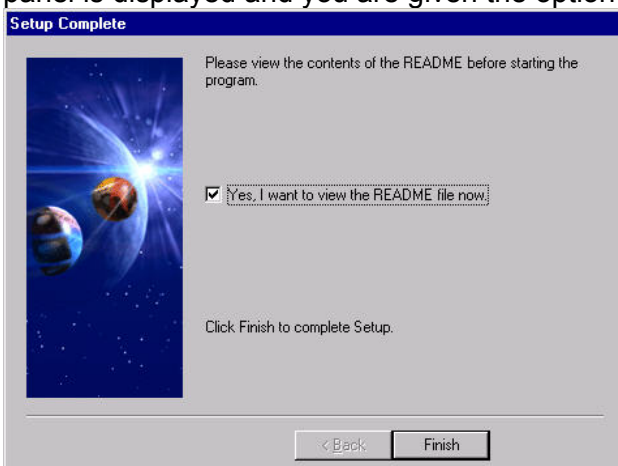 panel is displayed and you are given the option
Setup Complete
Please view the contents of the README before starting the
program.
Yes, I want to view the README file now.
Click Finish to complete Setup.
< Back
Finish